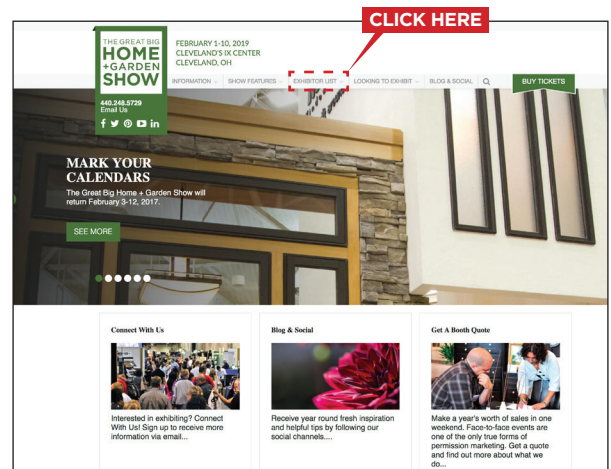 CLICK HERE
THE GREAT BIG
HOME
+GARDEN
SHOW
FEBRUARY 1-10, 2019
CLEVELAND'S IX CENTER
CLEVELAND, OH
INFORMATION
SHOW FEATURES
EXHIBITOR LIST
LOOKING TO EXHIBIT
BLOG & SOCIAL
BUY TICKETS
440.248.5729
Email Us
MARK YOUR
CALENDARS
The Great Big Home + Garden Show will
return February 3-12, 2017.
SEE MORE
Connect With Us
Interested in exhibiting? Connect
With Us! Sign up to receive more
information via email...
Blog & Social
Receive year round fresh inspiration
and helpful tips by following our
social channels....
Get A Booth Quote
Make a year's worth of sales in one
weekend. Face-to-face events are
one of the only true forms of
permission marketing. Get a quote
and find out more about what we
do...